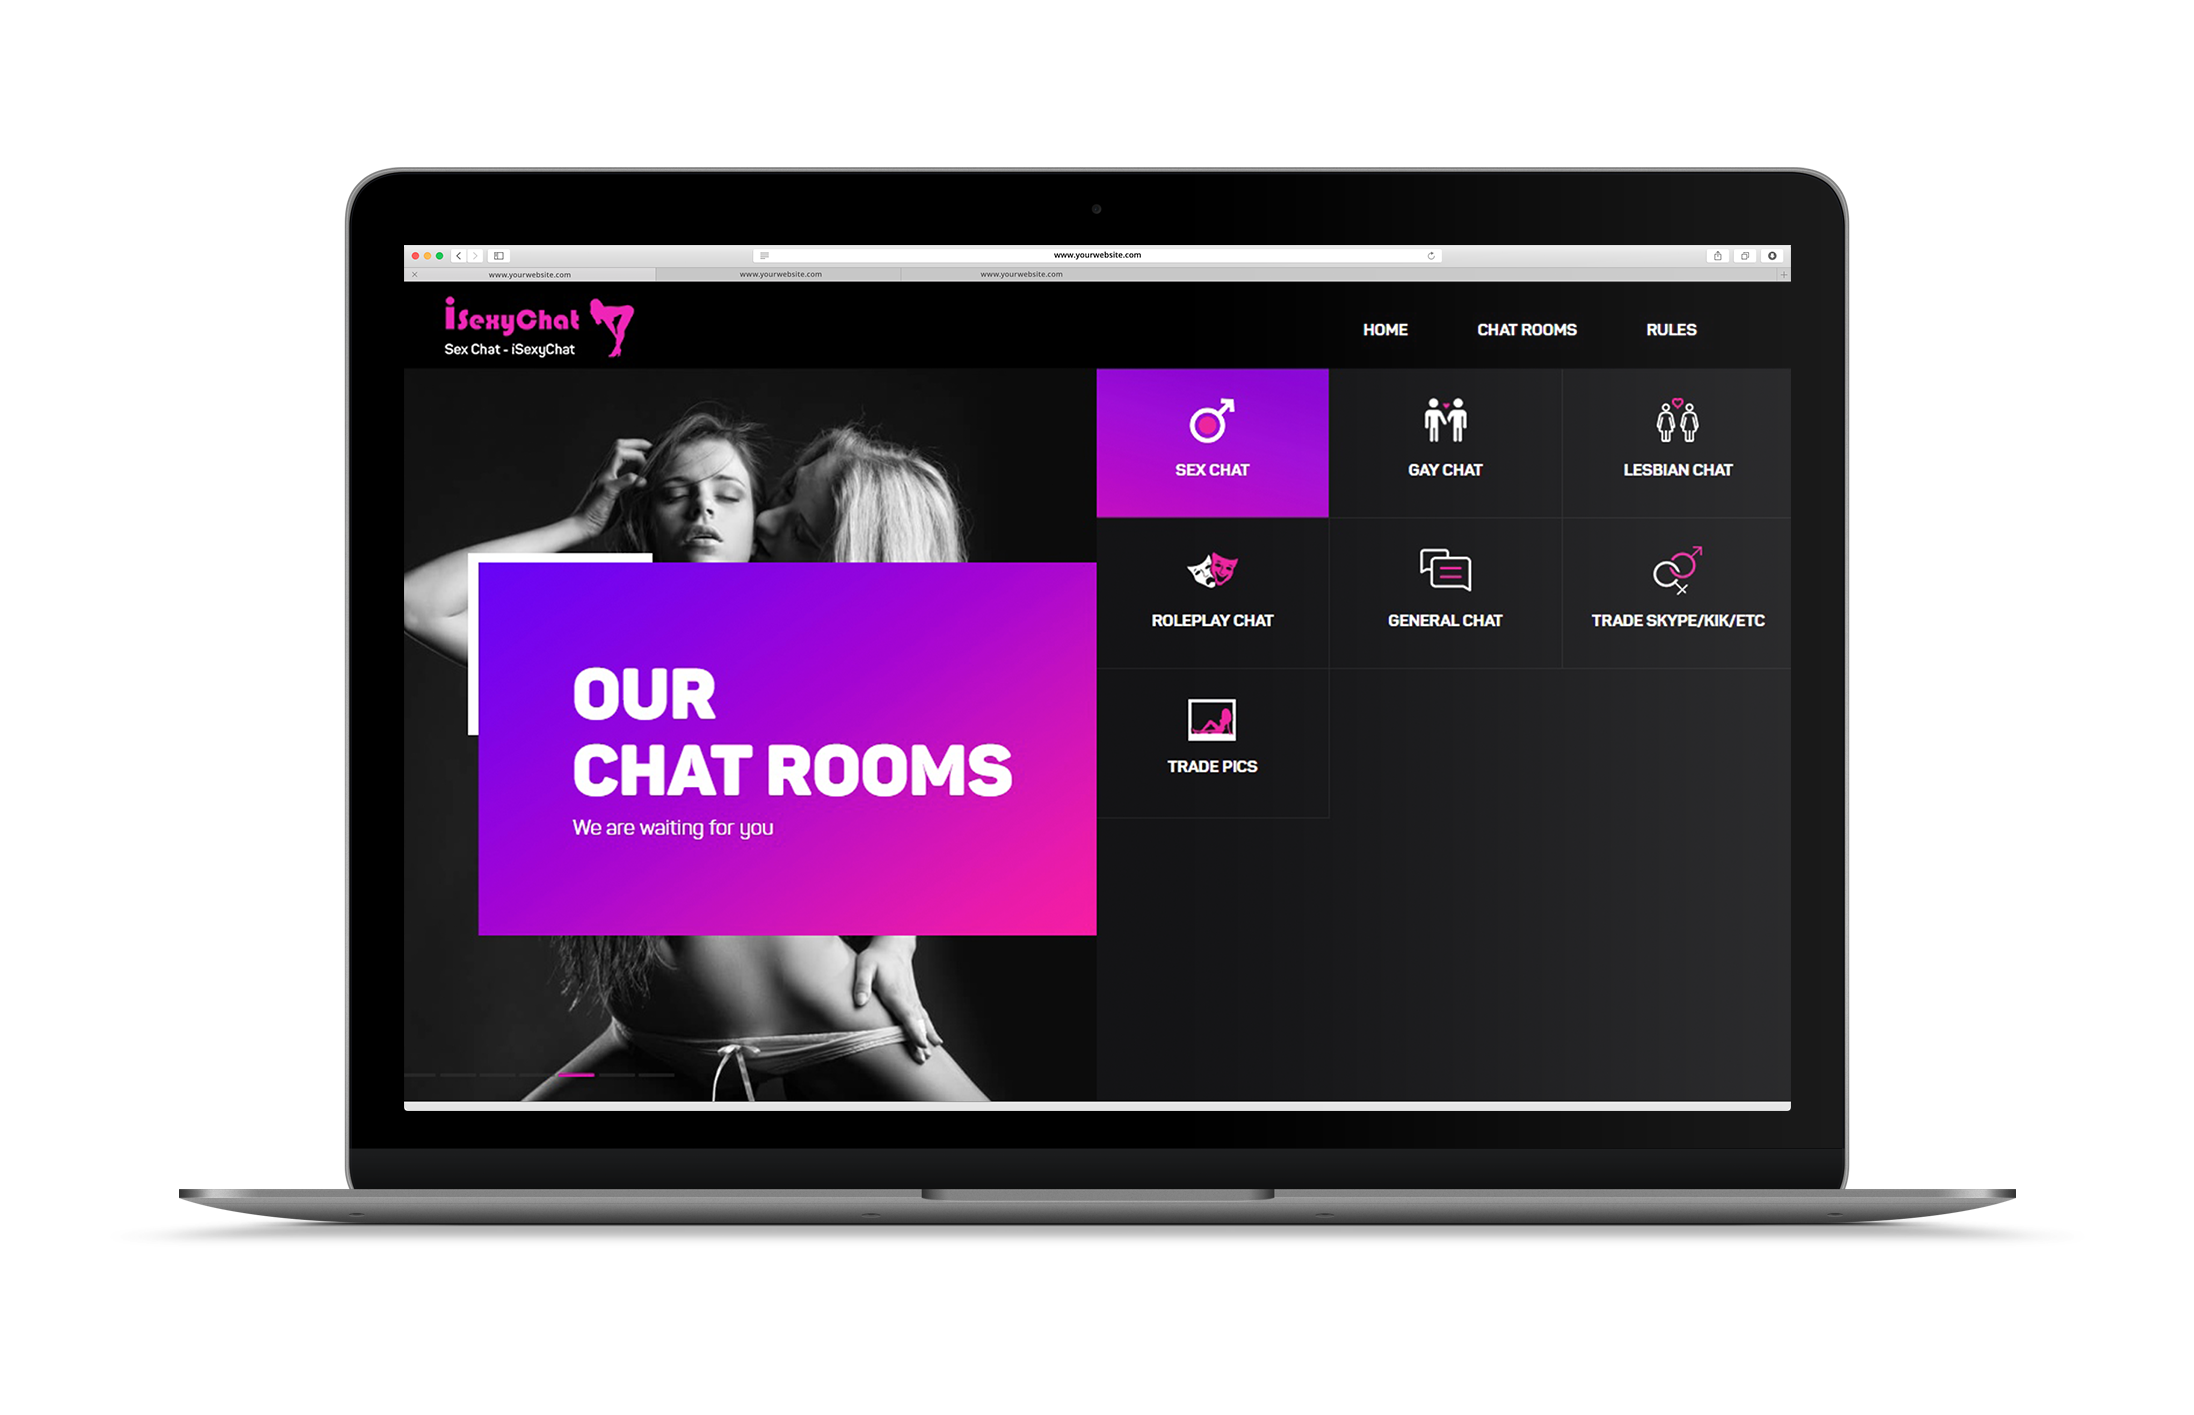 www.yourwebsite.com
www.yourwebsite.com
www.yourwebsite.com
www.yourwebsite.com
iSexyChat
Sex Chat - iSexyChat
HOME
CHAT ROOMS
RULES
OUR
CHAT ROOMS
We are waiting for you
SEX CHAT
GAY CHAT
LESBIAN CHAT
ROLEPLAY CHAT
GENERAL CHAT
TRADE SKYPE/KIK/ETC
TRADE PICS